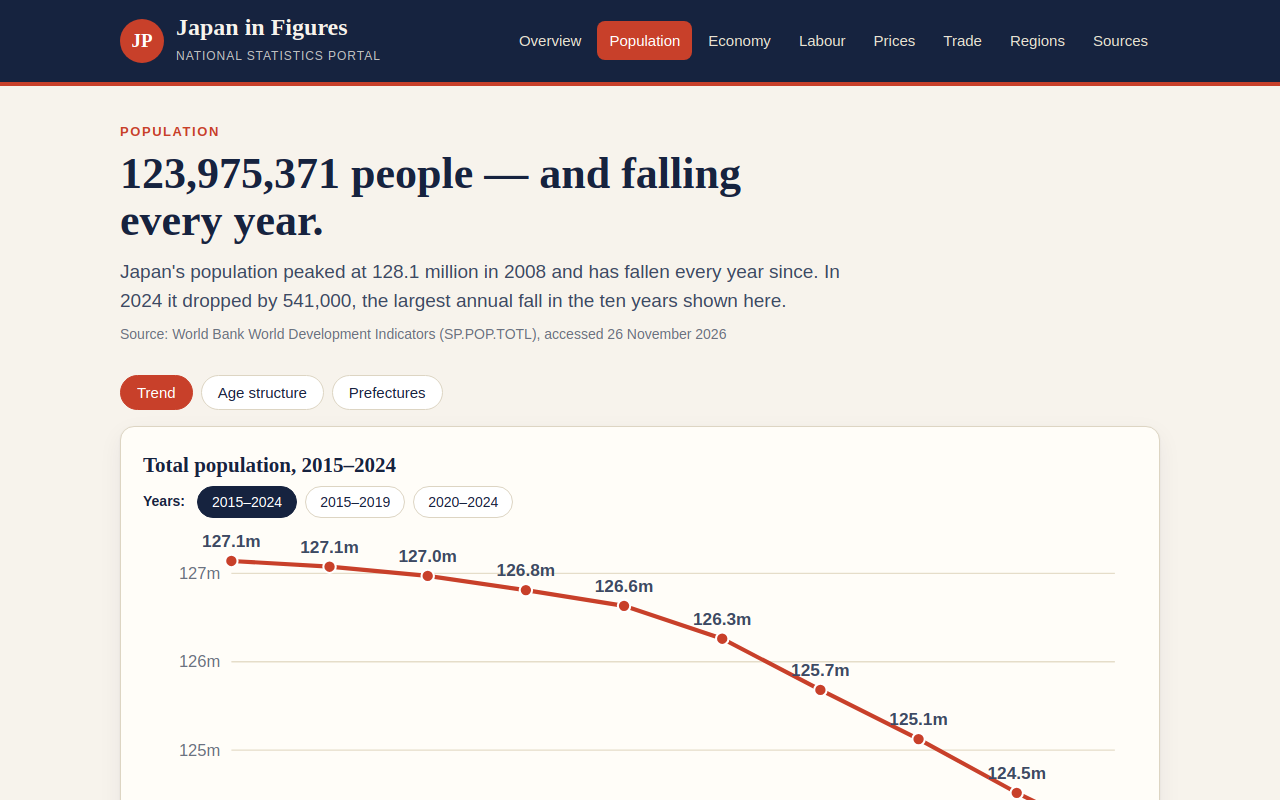 JP
Japan in Figures
NATIONAL STATISTICS PORTAL
Overview
Population
Economy
Labour
Prices
Trade
Regions
Sources
POPULATION
123,975,371 people — and falling
every year.
Japan's population peaked at 128.1 million in 2008 and has fallen every year since. In
2024 it dropped by 541,000, the largest annual fall in the ten years shown here.
Source: World Bank World Development Indicators (SP.POP.TOTL), accessed 26 November 2026
Trend
Age structure
Prefectures
Total population, 2015–2024
Years:
2015–2024
2015–2019
2020–2024
127.1m
127.1m
127.0m
126.8m
126.6m
126.3m
125.7m
125.1m
124.5m
127m
126m
125m